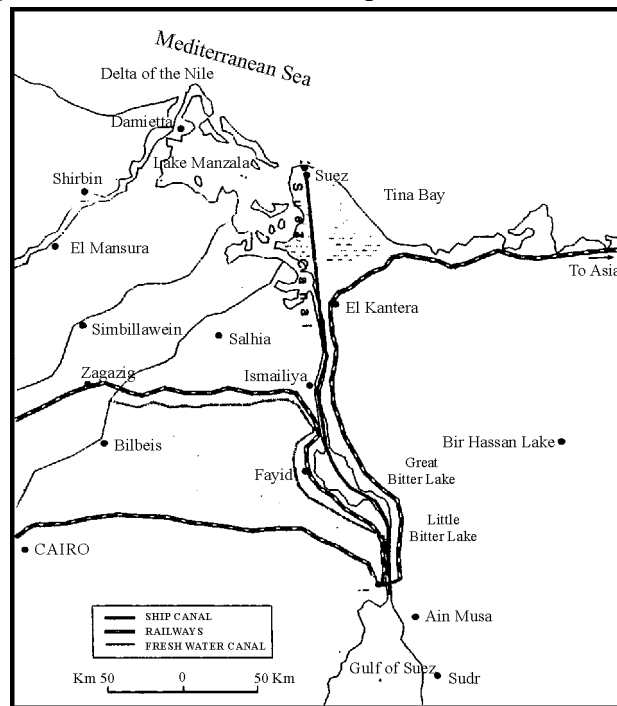 Mediterranean Sea
Delta of the Nile
Damietta
Lake Manzala
Suez
Shirbin
Tina Bay
Suez Canal
El Mansura
To Asia
El Kantera
Simbillawein
Salhia
Zagazig
Ismailiya
Bilbeis
Bir Hassan Lake
Great
Bitter Lake
Fayid
Little
Bitter Lake
CAIRO
SHIP CANAL
RAILWAYS
FRESH WATER CANAL
Ain Musa
Gulf of Suez
Sudr
Km 50 0 50 Km